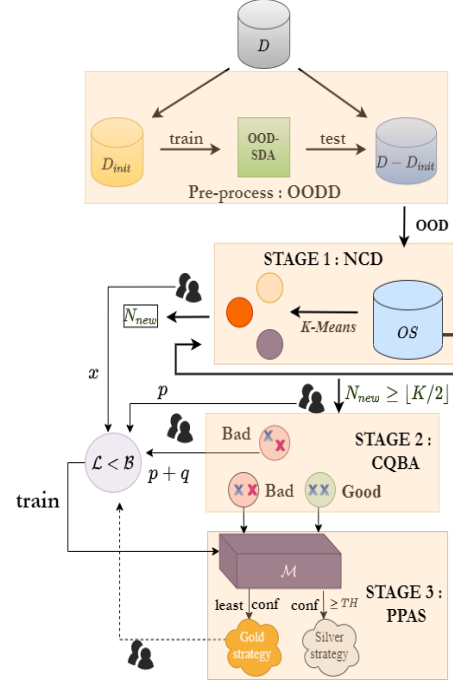 D
D_init
train
OOD-
SDA
test
D − D_init
Pre-process : OODD
OOD
STAGE 1 : NCD
N_new
K-Means
OS
x
p
N_new ≥ ⌊K/2⌋
Bad
STAGE 2 :
CQBA
ℒ < ℬ
p + q
Bad
Good
train
ℳ
STAGE 3 :
PPAS
least conf
conf ≥ TH
Gold
strategy
Silver
strategy